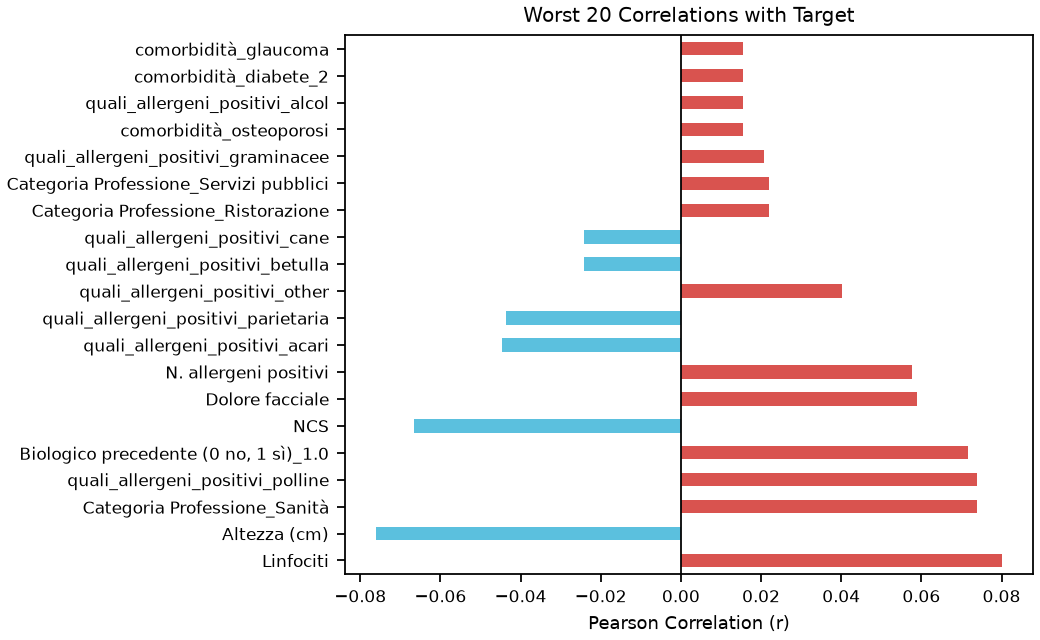 Worst 20 Correlations with Target
comorbidità_glaucoma
comorbidità_diabete_2
quali_allergeni_positivi_alcol
comorbidità_osteoporosi
quali_allergeni_positivi_graminacee
Categoria Professione_Servizi pubblici
Categoria Professione_Ristorazione
quali_allergeni_positivi_cane
quali_allergeni_positivi_betulla
quali_allergeni_positivi_other
quali_allergeni_positivi_parietaria
quali_allergeni_positivi_acari
N. allergeni positivi
Dolore facciale
NCS
Biologico precedente (0 no, 1 sì)_1.0
quali_allergeni_positivi_polline
Categoria Professione_Sanità
Altezza (cm)
Linfociti
−0.08 −0.06 −0.04 −0.02 0.00 0.02 0.04 0.06 0.08
Pearson Correlation (r)